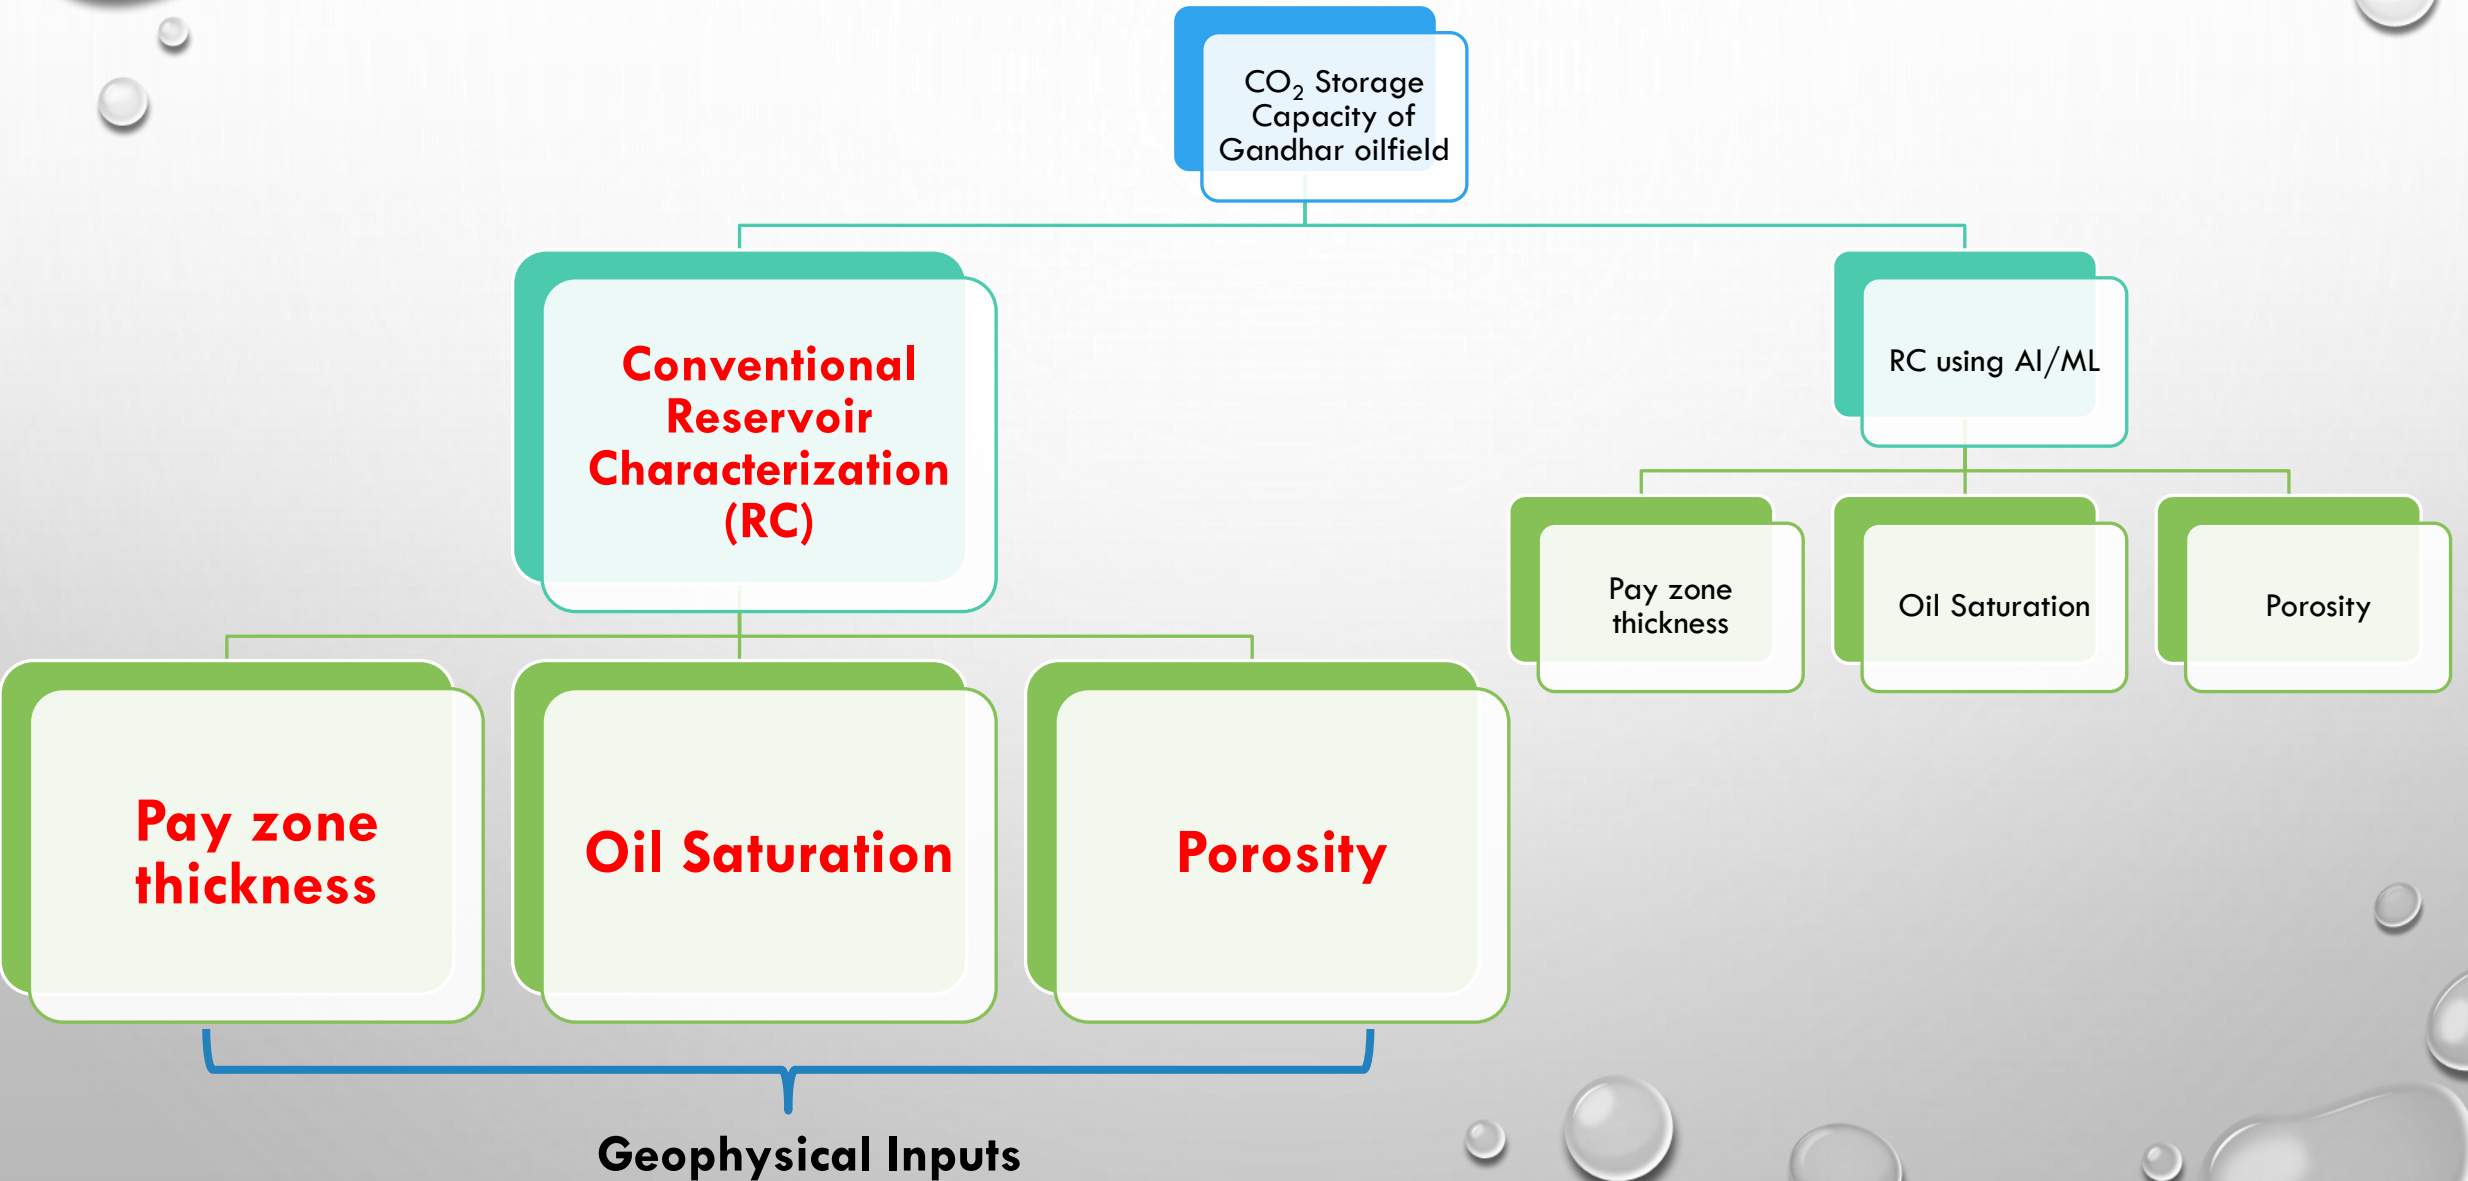 CO₂ Storage
Capacity of
Gandhar oilfield
Conventional
Reservoir
Characterization
(RC)
RC using AI/ML
Pay zone
thickness
Oil Saturation
Porosity
Pay zone
thickness
Oil Saturation
Porosity
Geophysical Inputs